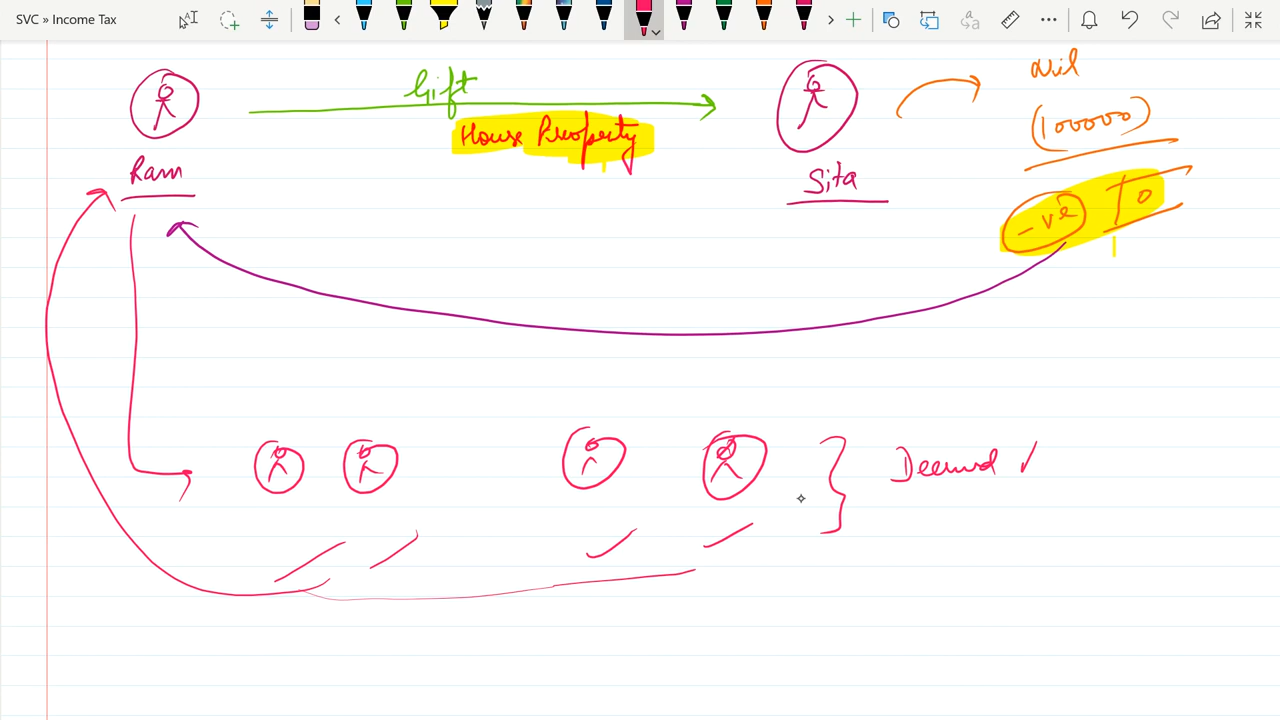 SVC » Income Tax
Gift
House Property
Ram
Sita
Nil
(100000)
-ve To
Deemed ✓